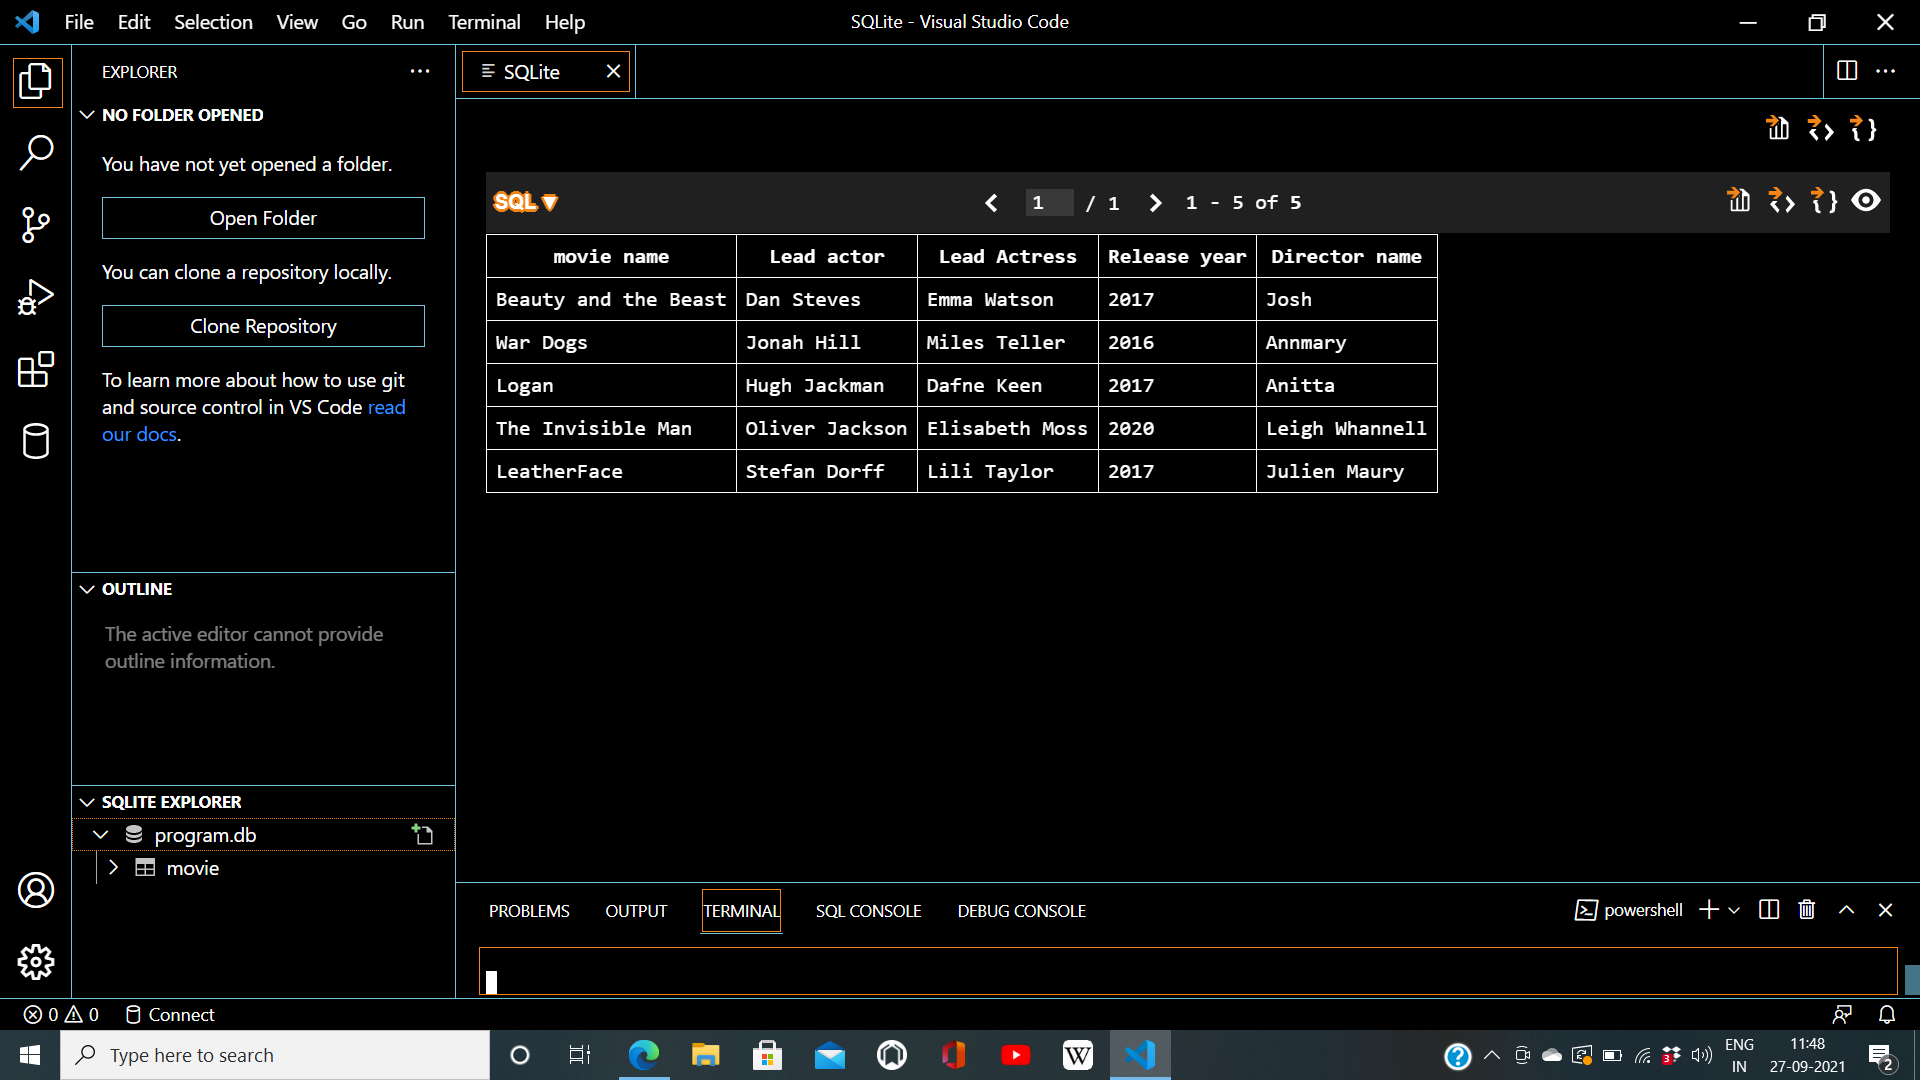 File Edit Selection View Go Run Terminal Help
SQLite - Visual Studio Code
EXPLORER
NO FOLDER OPENED
You have not yet opened a folder.
Open Folder
You can clone a repository locally.
Clone Repository
To learn more about how to use git
and source control in VS Code read
our docs.
OUTLINE
The active editor cannot provide
outline information.
SQLITE EXPLORER
program.db
movie
SQLite
SQL 1 / 1 1 - 5 of 5
movie name Lead actor Lead Actress Release year Director name
Beauty and the Beast Dan Steves Emma Watson 2017 Josh
War Dogs Jonah Hill Miles Teller 2016 Annmary
Logan Hugh Jackman Dafne Keen 2017 Anitta
The Invisible Man Oliver Jackson Elisabeth Moss 2020 Leigh Whannell
LeatherFace Stefan Dorff Lili Taylor 2017 Julien Maury
PROBLEMS OUTPUT TERMINAL SQL CONSOLE DEBUG CONSOLE
powershell
0 0 Connect
Type here to search
W
3
ENG
IN
11:48
27-09-2021
2